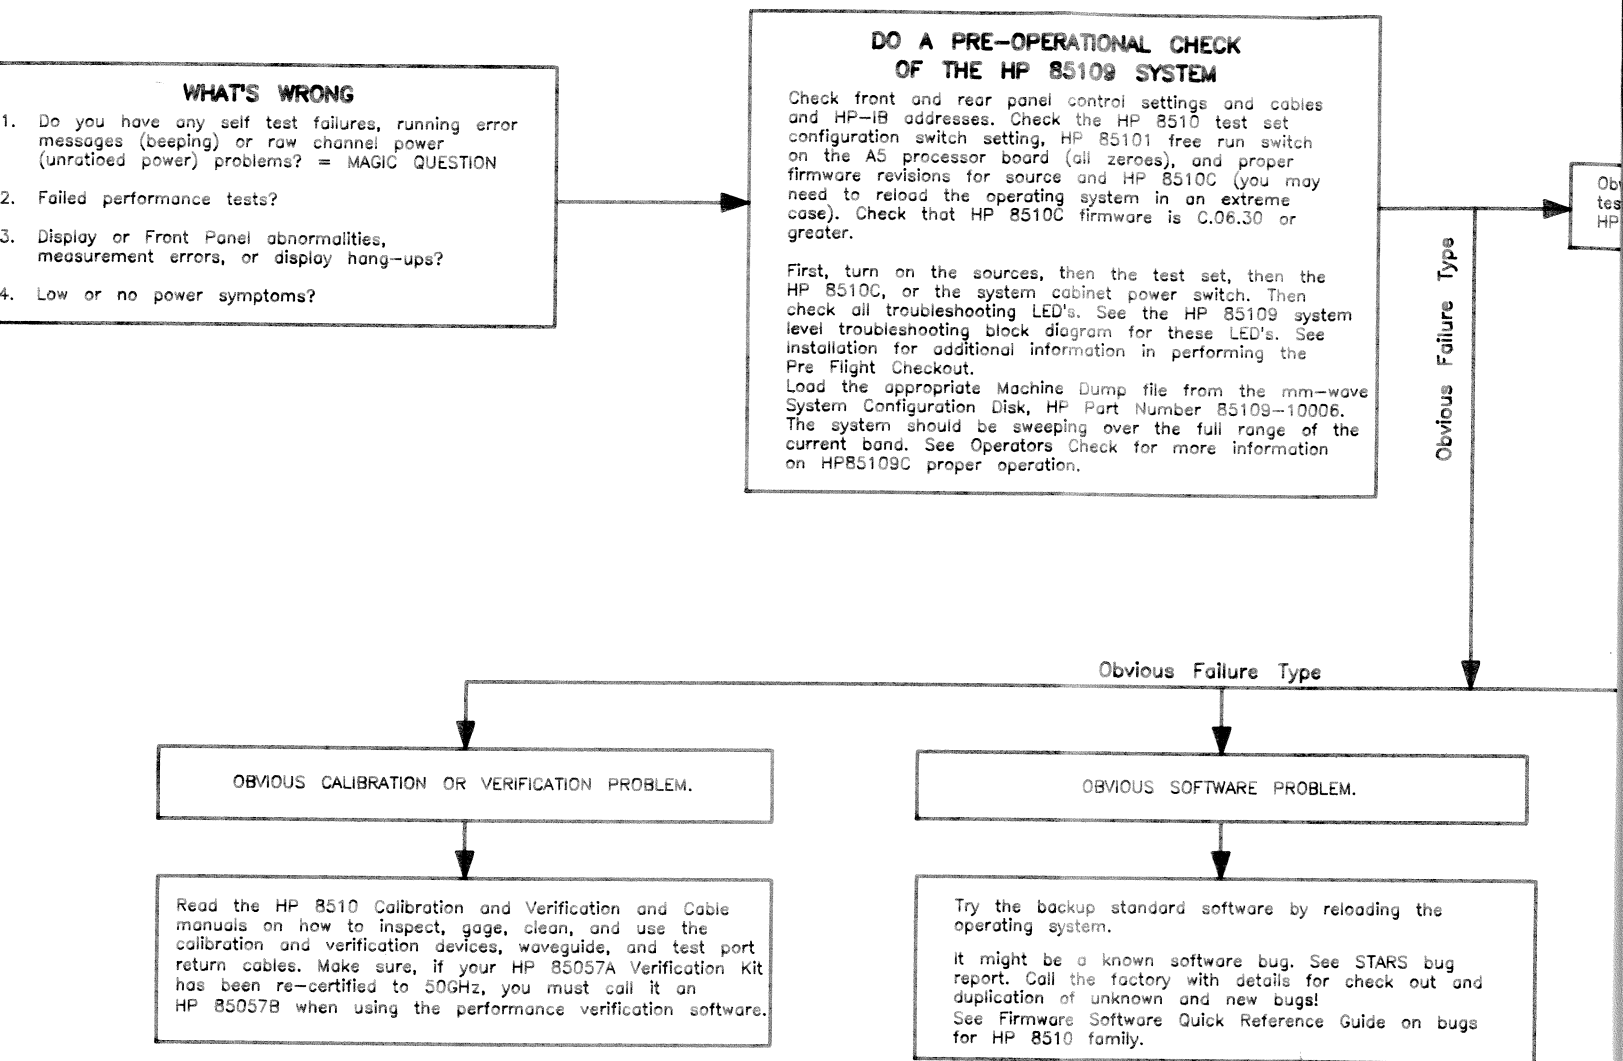 WHAT'S WRONG
1. Do you have any self test failures, running error
messages (beeping) or raw channel power
(unratioed power) problems? = MAGIC QUESTION
2. Failed performance tests?
3. Display or Front Panel abnormalities,
measurement errors, or display hang-ups?
4. Low or no power symptoms?
DO A PRE-OPERATIONAL CHECK
OF THE HP 85109 SYSTEM
Check front and rear panel control settings and cables
and HP-IB addresses. Check the HP 8510 test set
configuration switch setting, HP 85101 free run switch
on the A5 processor board (all zeroes), and proper
firmware revisions for source and HP 8510C (you may
need to reload the operating system in an extreme
case). Check that HP 8510C firmware is C.06.30 or
greater.
First, turn on the sources, then the test set, then the
HP 8510C, or the system cabinet power switch. Then
check all troubleshooting LED's. See the HP 85109 system
level troubleshooting block diagram for these LED's. See
installation for additional information in performing the
Pre Flight Checkout.
Load the appropriate Machine Dump file from the mm-wave
System Configuration Disk, HP Part Number 85109-10006.
The system should be sweeping over the full range of the
current band. See Operators Check for more information
on HP85109C proper operation.
Obvious Failure Type
HP
Obvious Failure Type
OBVIOUS CALIBRATION OR VERIFICATION PROBLEM.
OBVIOUS SOFTWARE PROBLEM.
Read the HP 8510 Calibration and Verification and Cable
manuals on how to inspect, gage, clean, and use the
calibration and verification devices, waveguide, and test port
return cables. Make sure, if your HP 85057A Verification Kit
has been re-certified to 50GHz, you must call it an
HP 85057B when using the performance verification software.
Try the backup standard software by reloading the
operating system.
It might be a known software bug. See STARS bug
report. Call the factory with details for check out and
duplication of unknown and new bugs!
See Firmware Software Quick Reference Guide on bugs
for HP 8510 family.